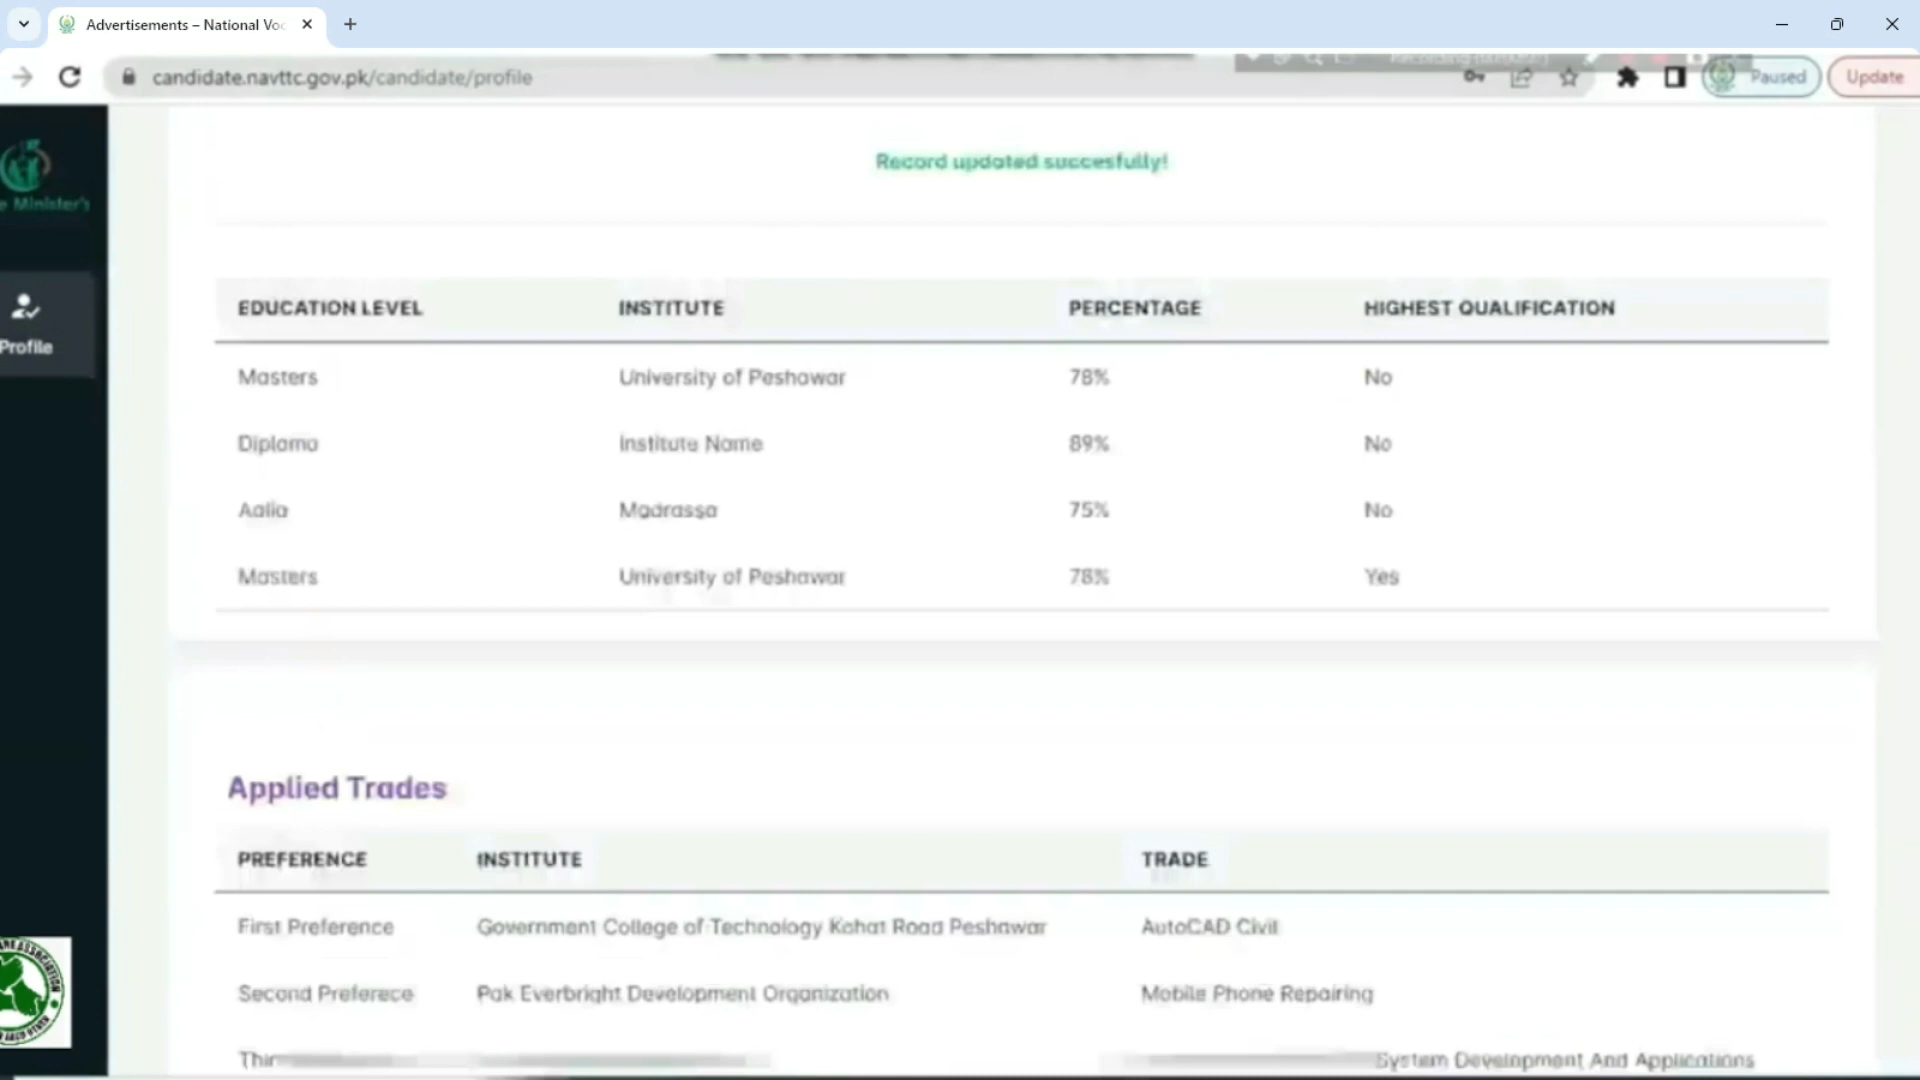 Advertisements – National Voc
candidate.navttc.gov.pk/candidate/profile
Paused
Update
Record updated succesfully!
e Minister's
Profile
EDUCATION LEVEL INSTITUTE PERCENTAGE HIGHEST QUALIFICATION
Masters University of Peshawar 78% No
Diploma Institute Name 89% No
Aalia Madrassa 75% No
Masters University of Peshawar 78% Yes
Applied Trades
PREFERENCE INSTITUTE TRADE
First Preference Government College of Technology Kohat Road Peshawar AutoCAD Civil
Second Preferece Pak Everbright Development Organization Mobile Phone Repairing
System Development And Applications